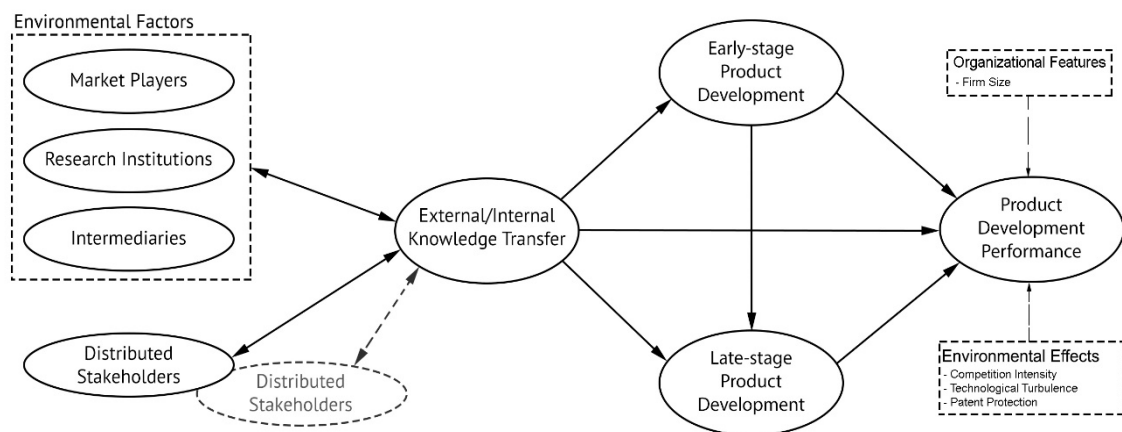 Environmental Factors
Market Players
Research Institutions
Intermediaries
Distributed
Stakeholders
Distributed
Stakeholders
External/Internal
Knowledge Transfer
Early-stage
Product
Development
Late-stage
Product
Development
Organizational Features
- Firm Size
Product
Development
Performance
Environmental Effects
- Competition Intensity
- Technological Turbulence
- Patent Protection